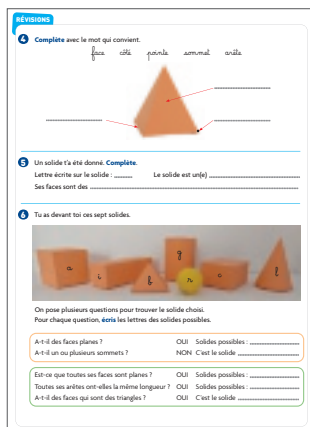 RÉVISIONS
4 Complète avec le mot qui convient.
face côté pointe sommet arête
5 Un solide t'a été donné. Complète.
Lettre écrite sur le solide : .......... Le solide est un(e) ..........
Ses faces sont des ..........
6 Tu as devant toi ces sept solides.
On pose plusieurs questions pour trouver le solide choisi.
Pour chaque question, écris les lettres des solides possibles.
A-t-il des faces planes ? OUI Solides possibles : ..........
A-t-il un ou plusieurs sommets ? NON C'est le solide ..........
Est-ce que toutes ses faces sont planes ? OUI Solides possibles : ..........
Toutes ses arêtes ont-elles la même longueur ? OUI Solides possibles : ..........
A-t-il des faces qui sont des triangles ? OUI C'est le solide ..........